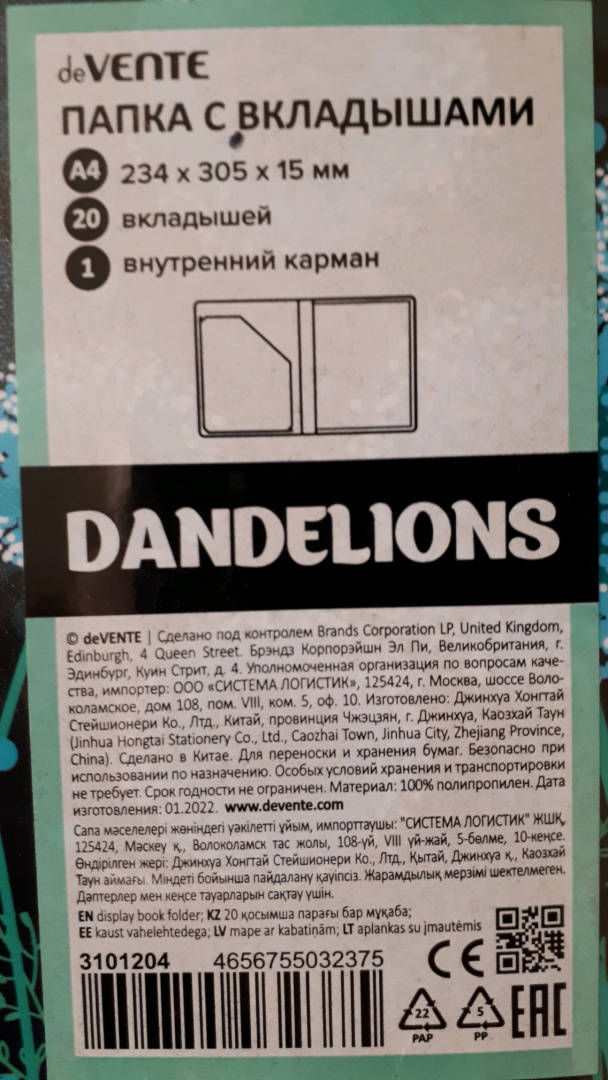 deVENTE
ПАПКА С ВКЛАДЫШАМИ
A4 234 x 305 x 15 мм
20 вкладышей
1 внутренний карман
DANDELIONS
© deVENTE | Сделано под контролем Brands Corporation LP, United Kingdom,
Edinburgh, 4 Queen Street. Брэндз Корпорэйшн Эл Пи, Великобритания, г.
Эдинбург, Куин Стрит, д. 4. Уполномоченная организация по вопросам каче-
ства, импортер: ООО «СИСТЕМА ЛОГИСТИК», 125424, г. Москва, шоссе Воло-
коламское, дом 108, пом. VIII, ком. 5, оф. 10. Изготовлено: Джинхуа Хонгтай
Стейшионери Ко., Лтд., Китай, провинция Чжэцзян, г. Джинхуа, Каозхай Таун
(Jinhua Hongtai Stationery Co., Ltd., Caozhai Town, Jinhua City, Zhejiang Province,
China). Сделано в Китае. Для переноски и хранения бумаг. Безопасно при
использовании по назначению. Особых условий хранения и транспортировки
не требует. Срок годности не ограничен. Материал: 100% полипропилен. Дата
изготовления: 01.2022. www.devente.com
Сапа мәселелері жөніндегі уәкілетті ұйым, импорттаушы: "СИСТЕМА ЛОГИСТИК" ЖШҚ,
125424, Мәскеу қ., Волоколамск тас жолы, 108-үй, VIII үй-жай, 5-бөлме, 10-кеңсе.
Өндірілген жері: Джинхуа Хонгтай Стейшионери Ко., Лтд., Қытай, Джинхуа қ., Каозхай
Таун аймағы. Міндеті бойынша пайдалану қауіпсіз. Жарамдылық мерзімі шектелмеген.
Дәптерлер мен кеңсе тауарларын сақтау үшін.
EN display book folder; KZ 20 қосымша парағы бар мұқаба;
EE kaust vahelehtedega; LV mape ar kabatiņām; LT aplankas su įmautėmis
3101204 4656755032375
CE
22 5 EAC
PAP PP